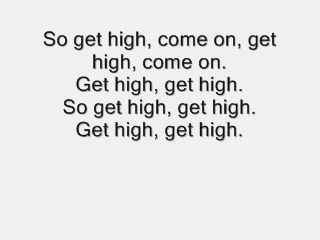 So get high, come on, get
high, come on.
Get high, get high.
So get high, get high.
Get high, get high.